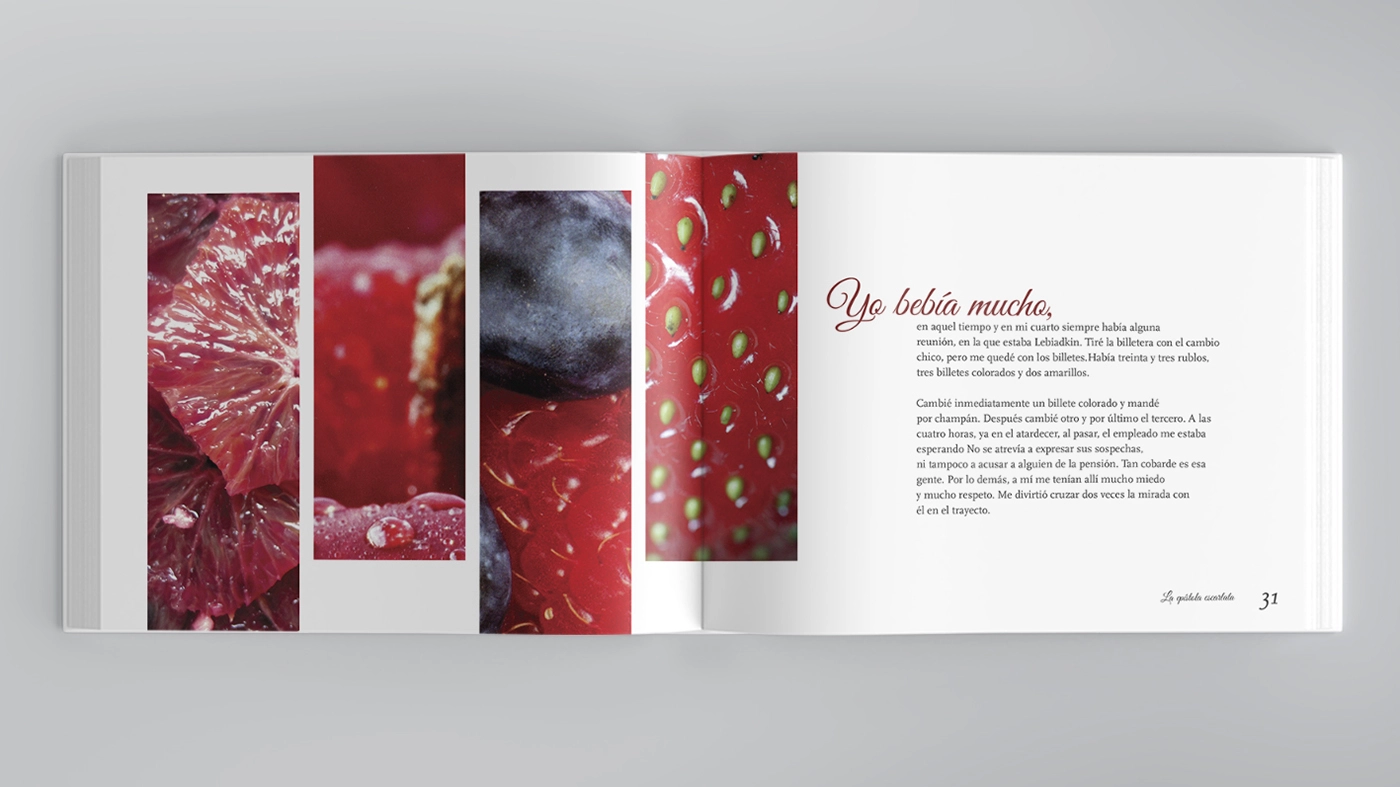 Yo bebía mucho,
en aquel tiempo y en mi cuarto siempre había alguna
reunión, en la que estaba Lebiadkin. Tiré la billetera con el cambio
chico, pero me quedé con los billetes.Había treinta y tres rublos,
tres billetes colorados y dos amarillos.
Cambié inmediatamente un billete colorado y mandé
por champán. Después cambié otro y por último el tercero. A las
cuatro horas, ya en el atardecer, al pasar, el empleado me estaba
esperando No se atrevía a expresar sus sospechas,
ni tampoco a acusar a alguien de la pensión. Tan cobarde es esa
gente. Por lo demás, a mí me tenían allí mucho miedo
y mucho respeto. Me divirtió cruzar dos veces la mirada con
él en el trayecto.
La epístola escarlata 31